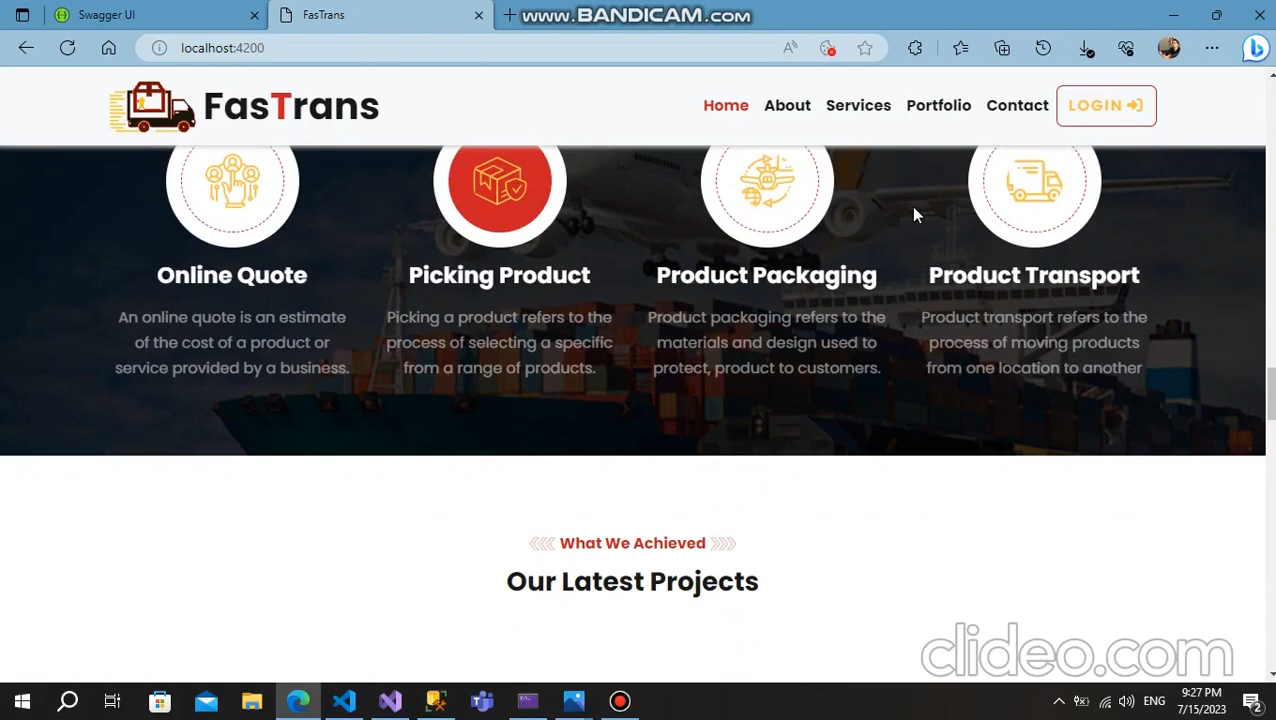 Swagger UI
FasTrans
www.BANDICAM.com
localhost:4200
FasTrans
Home
About
Services
Portfolio
Contact
LOGIN
Online Quote
An online quote is an estimate
of the cost of a product or
service provided by a business.
Picking Product
Picking a product refers to the
process of selecting a specific
from a range of products.
Product Packaging
Product packaging refers to the
materials and design used to
protect, product to customers.
Product Transport
Product transport refers to the
process of moving products
from one location to another
What We Achieved
Our Latest Projects
clideo.com
ENG
9:27 PM
7/15/2023
2